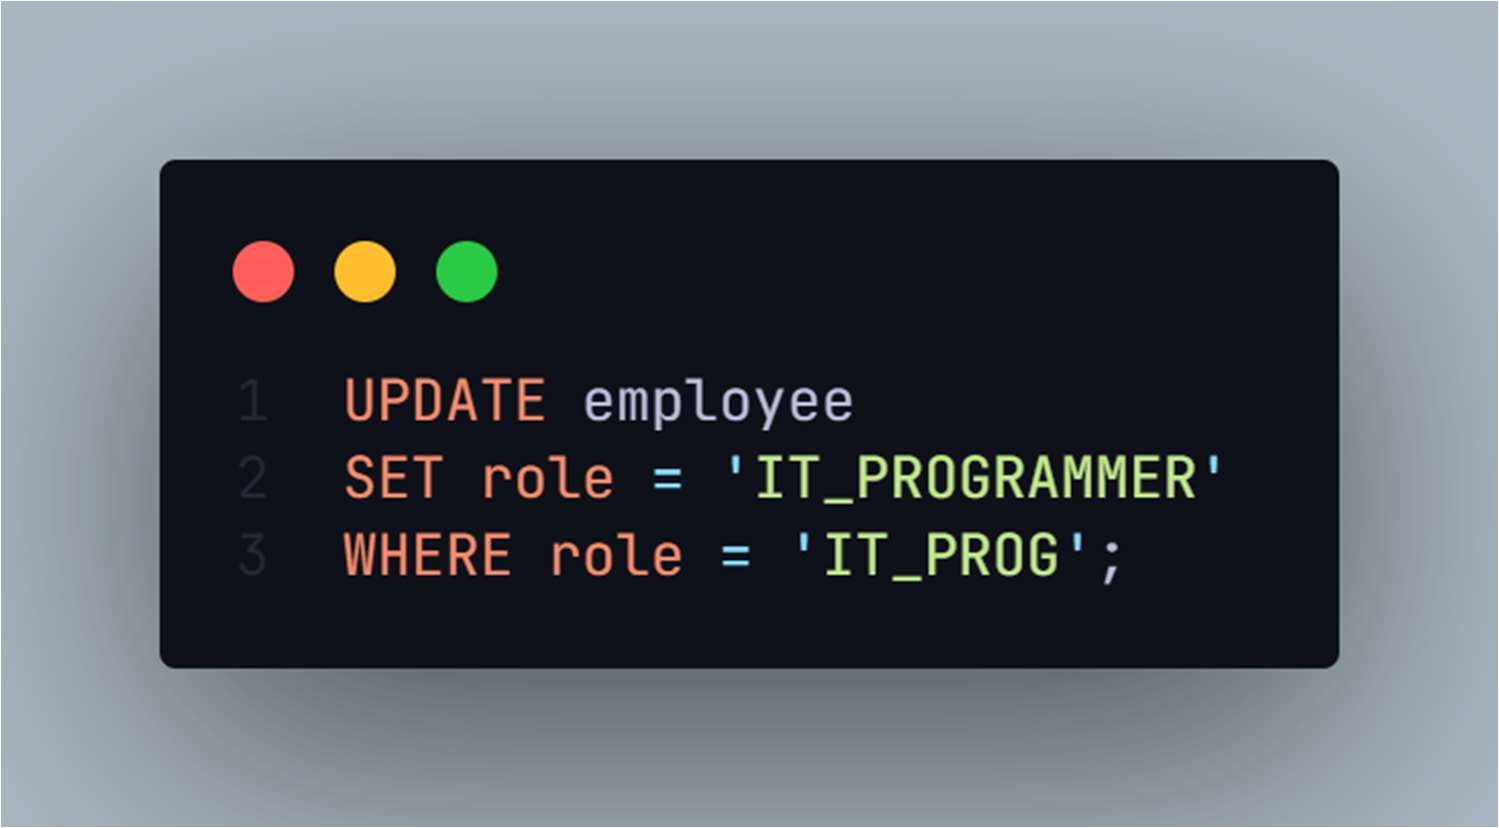 1 UPDATE employee
2 SET role = 'IT_PROGRAMMER'
3 WHERE role = 'IT_PROG';